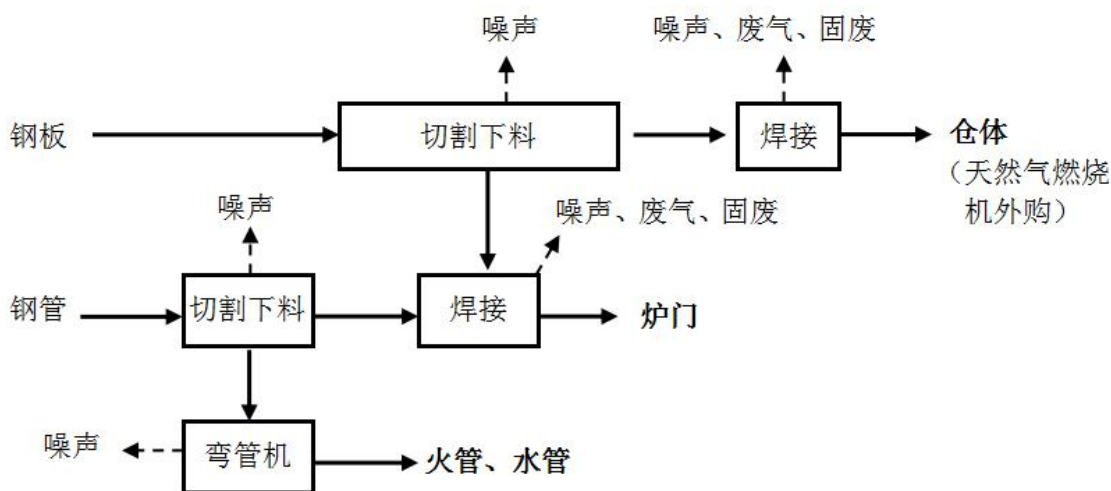 噪声
噪声、废气、固废
钢板
切割下料
焊接
仓体
（天然气燃烧
机外购）
噪声
噪声、废气、固废
钢管
切割下料
焊接
炉门
噪声
弯管机
火管、水管